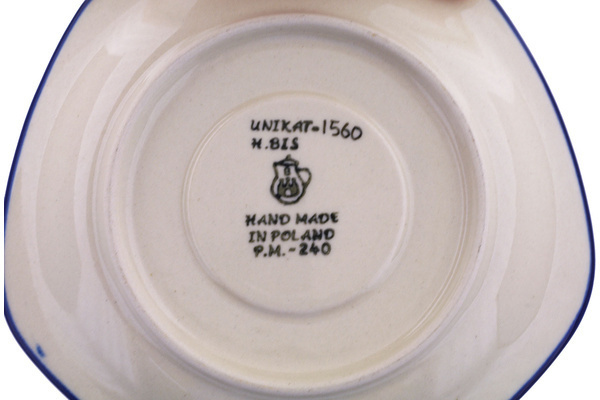 UNIKAT-1560
H.BIS
HAND MADE
IN POLAND
P.M.-240